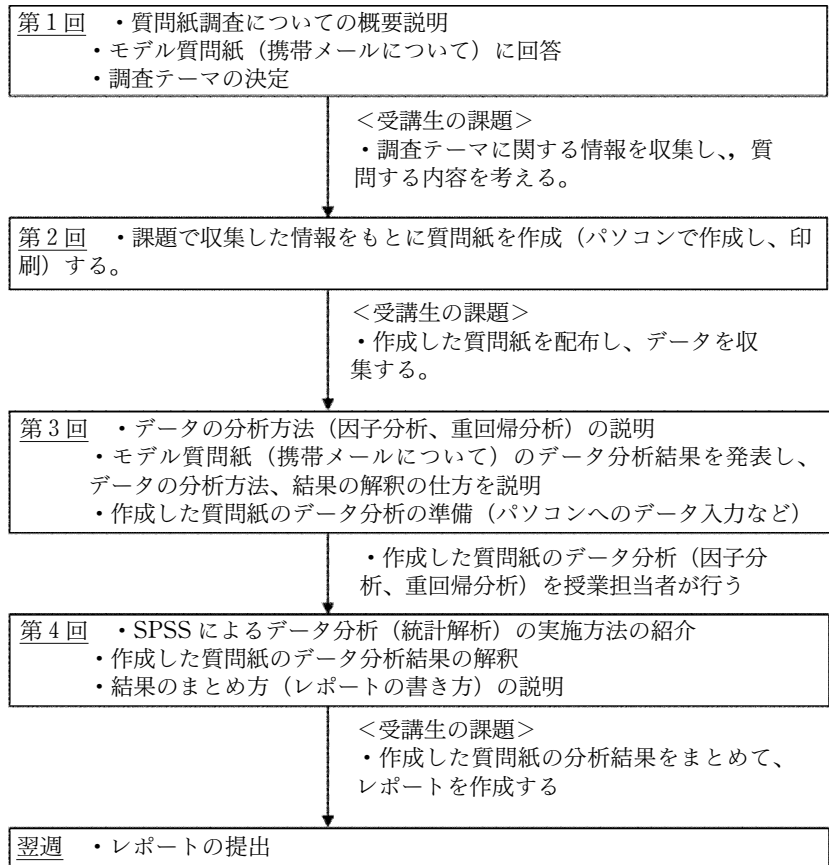 第1回　・質問紙調査についての概要説明
・モデル質問紙（携帯メールについて）に回答
・調査テーマの決定
＜受講生の課題＞
・調査テーマに関する情報を収集し、，質
問する内容を考える。
第2回　・課題で収集した情報をもとに質問紙を作成（パソコンで作成し、印
刷）する。
＜受講生の課題＞
・作成した質問紙を配布し、データを収
集する。
第3回　・データの分析方法（因子分析、重回帰分析）の説明
・モデル質問紙（携帯メールについて）のデータ分析結果を発表し、
データの分析方法、結果の解釈の仕方を説明
・作成した質問紙のデータ分析の準備（パソコンへのデータ入力など）
・作成した質問紙のデータ分析（因子分
析、重回帰分析）を授業担当者が行う
第4回　・SPSS によるデータ分析（統計解析）の実施方法の紹介
・作成した質問紙のデータ分析結果の解釈
・結果のまとめ方（レポートの書き方）の説明
＜受講生の課題＞
・作成した質問紙の分析結果をまとめて、
レポートを作成する
翌週　・レポートの提出